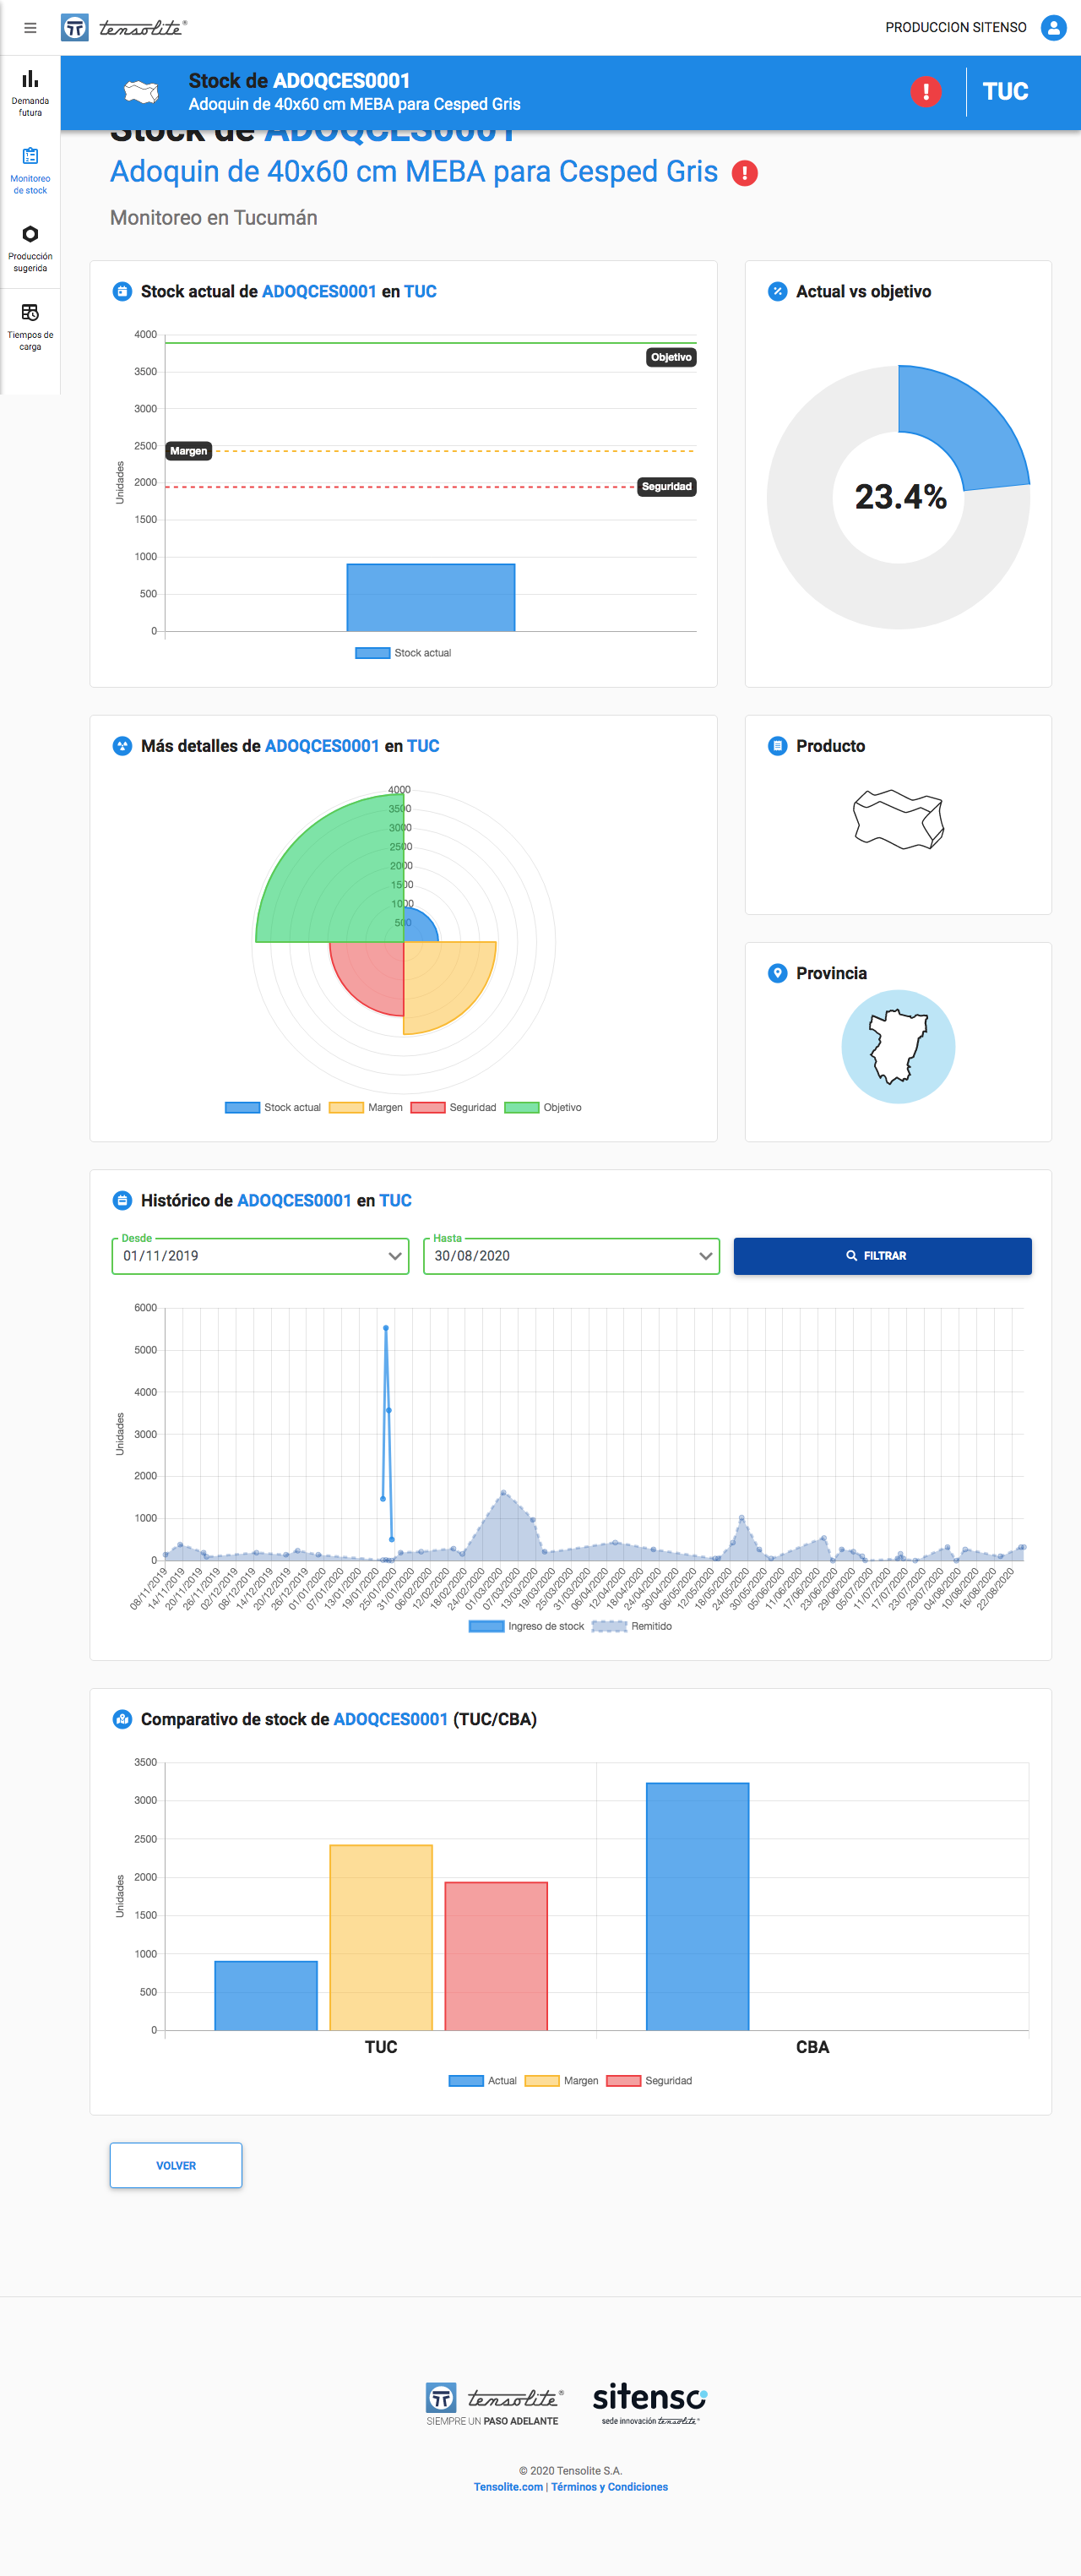 tensolite®
PRODUCCION SITENSO
Demanda
futura
Monitoreo
de stock
Producción
sugerida
Tiempos de
carga
Stock de ADOQCES0001
Adoquin de 40x60 cm MEBA para Cesped Gris
TUC
Stock de ADOQCES0001
Adoquin de 40x60 cm MEBA para Cesped Gris
Monitoreo en Tucumán
Stock actual de ADOQCES0001 en TUC
4000
3500
3000
2500
2000
1500
1000
500
0
Unidades
Objetivo
Margen
Seguridad
Stock actual
Actual vs objetivo
23.4%
Más detalles de ADOQCES0001 en TUC
4000
3500
3000
2500
2000
1500
1000
500
Stock actual Margen Seguridad Objetivo
Producto
Provincia
Histórico de ADOQCES0001 en TUC
Desde
01/11/2019
Hasta
30/08/2020
FILTRAR
6000
5000
4000
3000
2000
1000
0
Unidades
08/11/2019 14/11/2019 20/11/2019 26/11/2019 02/12/2019 08/12/2019 14/12/2019 20/12/2019 26/12/2019 01/01/2020 07/01/2020 13/01/2020 19/01/2020 25/01/2020 31/01/2020 06/02/2020 12/02/2020 18/02/2020 24/02/2020 01/03/2020 07/03/2020 13/03/2020 19/03/2020 25/03/2020 31/03/2020 06/04/2020 12/04/2020 18/04/2020 24/04/2020 30/04/2020 06/05/2020 12/05/2020 18/05/2020 24/05/2020 30/05/2020 05/06/2020 11/06/2020 17/06/2020 23/06/2020 29/06/2020 05/07/2020 11/07/2020 17/07/2020 23/07/2020 29/07/2020 04/08/2020 10/08/2020 16/08/2020 22/08/2020
Ingreso de stock Remitido
Comparativo de stock de ADOQCES0001 (TUC/CBA)
3500
3000
2500
2000
1500
1000
500
0
Unidades
TUC CBA
Actual Margen Seguridad
VOLVER
tensolite®
SIEMPRE UN PASO ADELANTE
sitenso
sede innovación tensolite®
© 2020 Tensolite S.A.
Tensolite.com | Términos y Condiciones